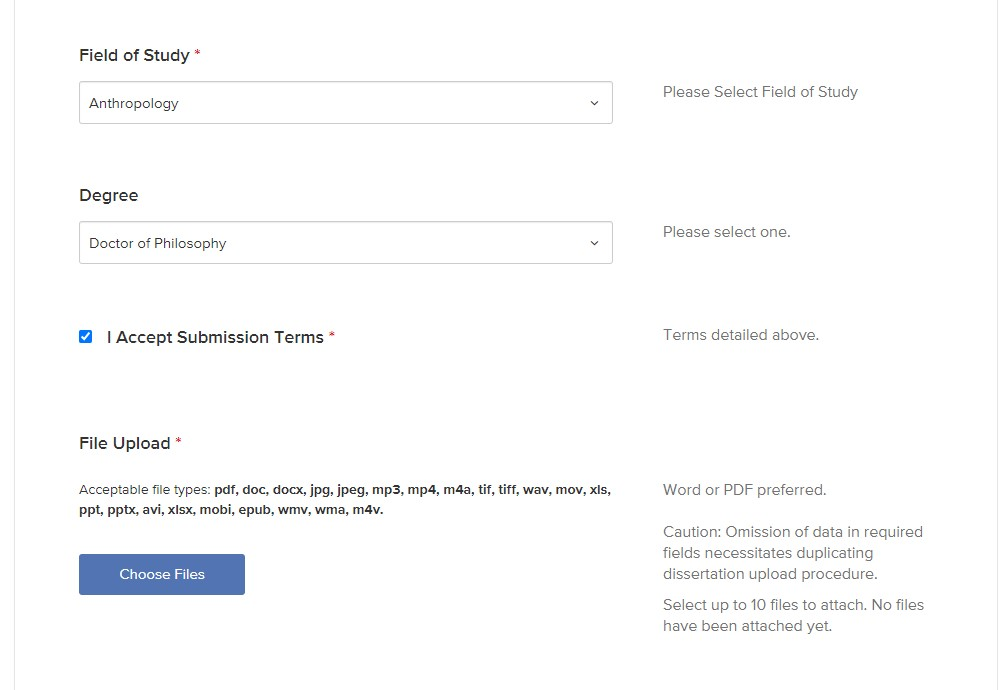 Field of Study *
Anthropology
Please Select Field of Study
Degree
Doctor of Philosophy
Please select one.
I Accept Submission Terms *
Terms detailed above.
File Upload *
Acceptable file types: pdf, doc, docx, jpg, jpeg, mp3, mp4, m4a, tif, tiff, wav, mov, xls,
ppt, pptx, avi, xlsx, mobi, epub, wmv, wma, m4v.
Choose Files
Word or PDF preferred.
Caution: Omission of data in required
fields necessitates duplicating
dissertation upload procedure.
Select up to 10 files to attach. No files
have been attached yet.